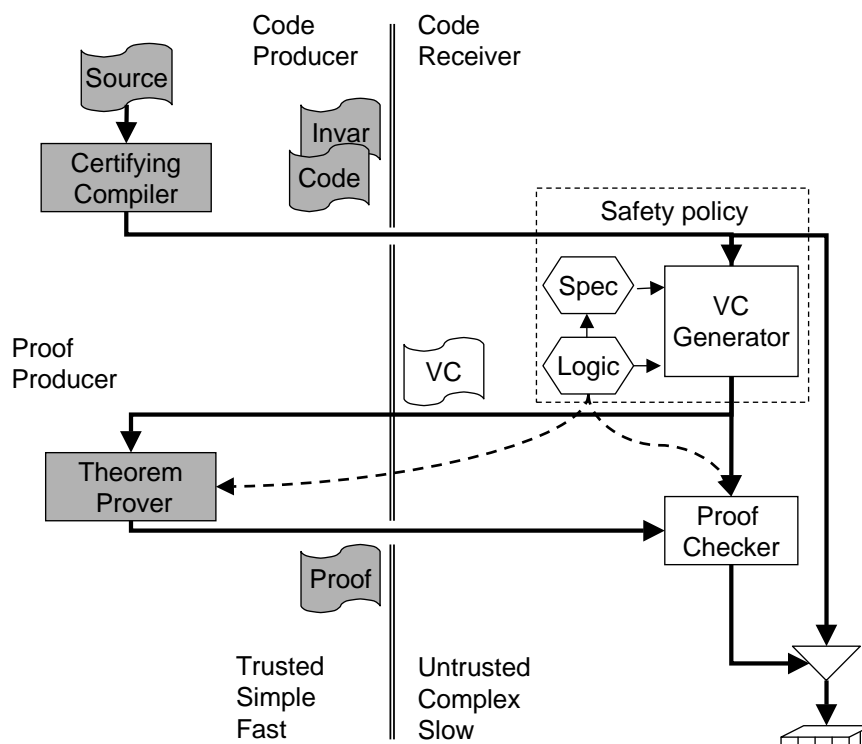 Code
Producer
Code
Receiver
Source
Invar
Code
Certifying
Compiler
Safety policy
Spec
VC
Generator
Logic
Proof
Producer
VC
Theorem
Prover
Proof
Checker
Proof
Trusted
Simple
Fast
Untrusted
Complex
Slow